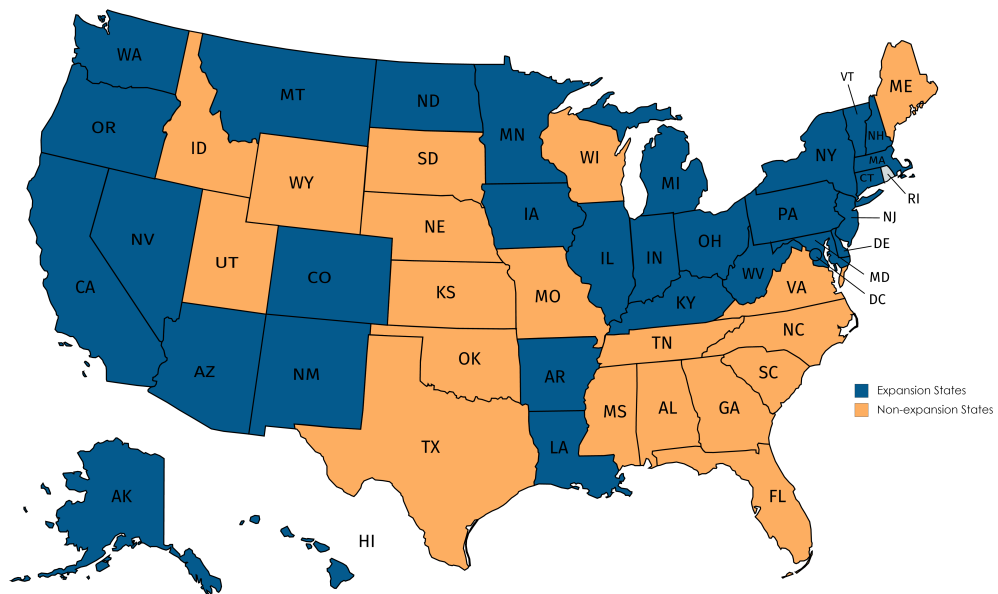 WA
MT
ND
MN
OR
ID
SD
WI
WY
MI
VT
ME
NY
NH
MA
CT
RI
NV
NE
IA
PA
NJ
UT
CO
IL
IN
OH
DE
CA
KS
MO
KY
WV
VA
MD
DC
AZ
NM
OK
AR
TN
NC
SC
TX
LA
MS
AL
GA
FL
Expansion States
Non-expansion States
AK
HI